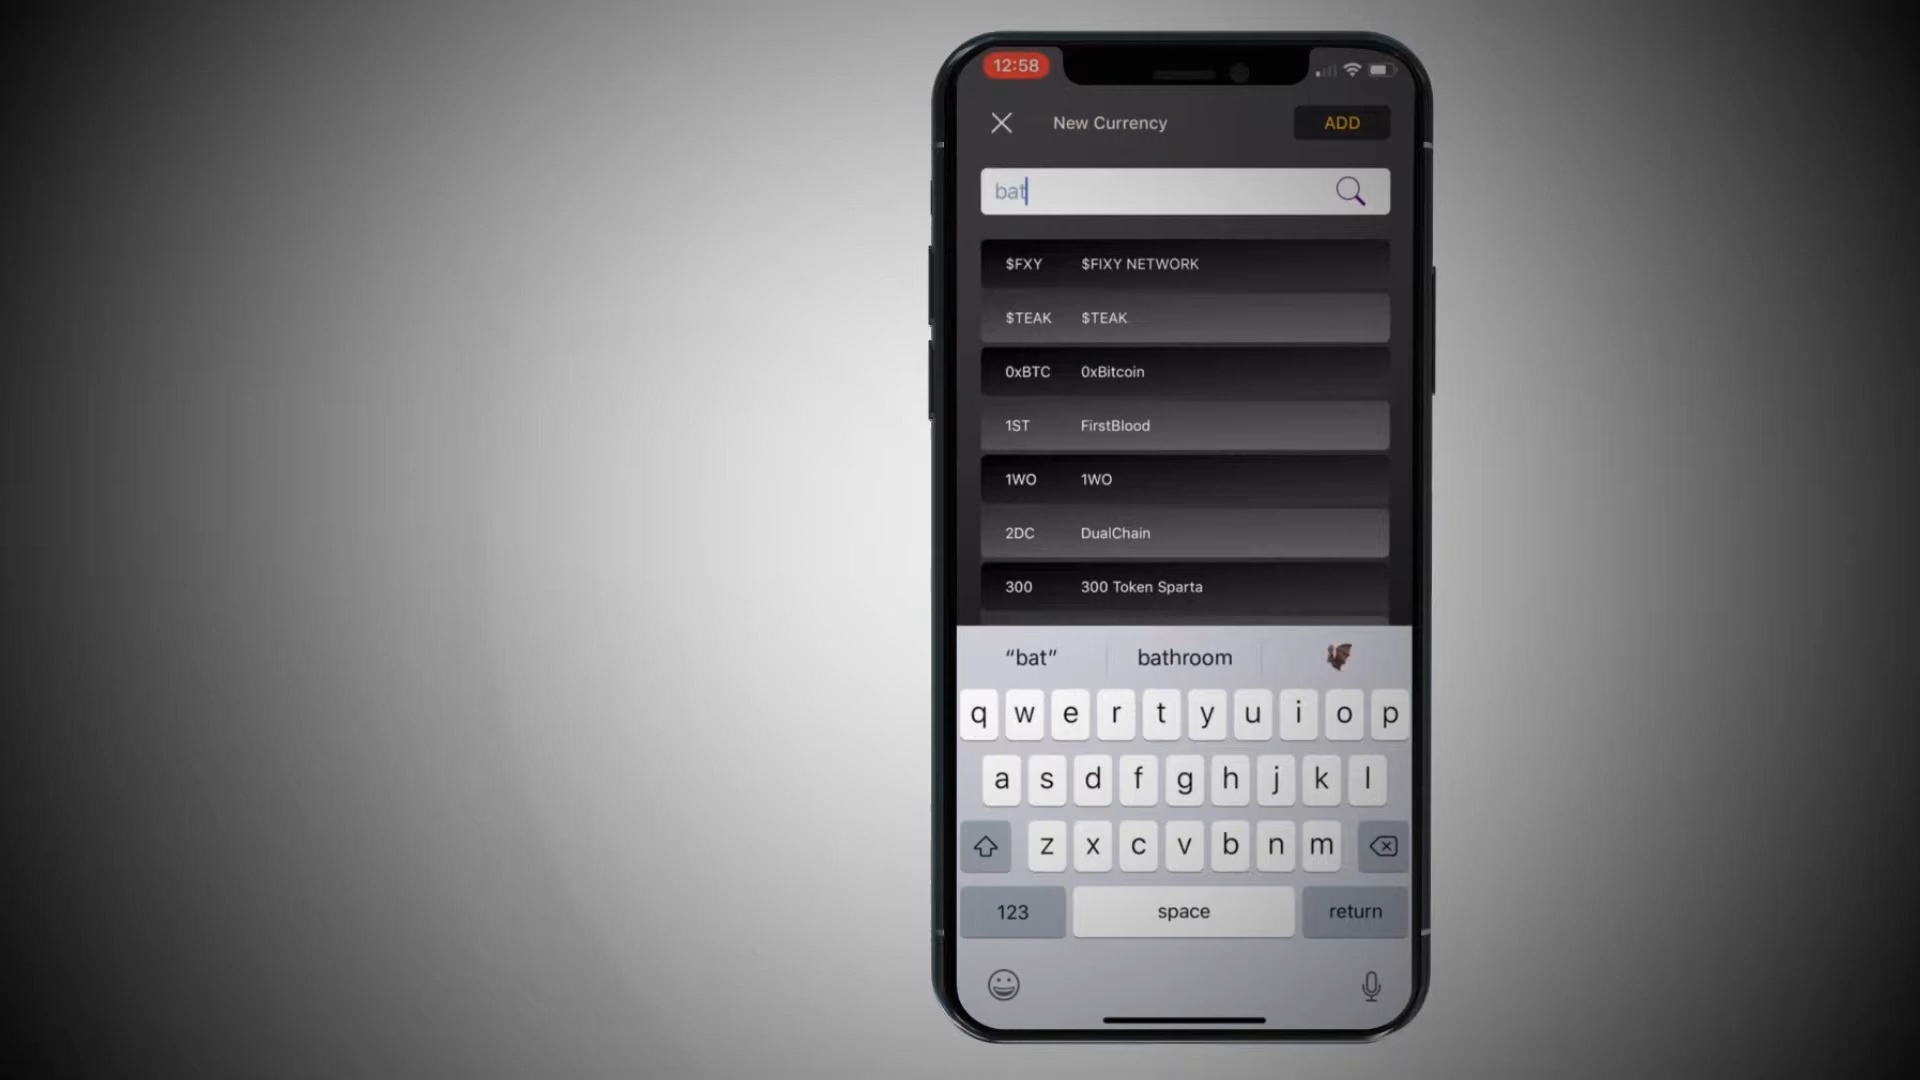 12:58
New Currency
ADD
bat
$FXY $FIXY NETWORK
$TEAK $TEAK
0xBTC 0xBitcoin
1ST FirstBlood
1WO 1WO
2DC DualChain
300 300 Token Sparta
“bat” bathroom
q w e r t y u i o p
a s d f g h j k l
z x c v b n m
123 space return